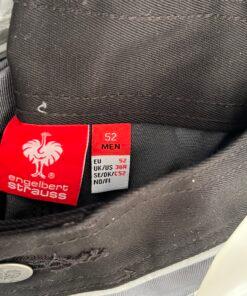 52
MEN
engelbert
strauss
EU 52
UK/US 36R
SE/DK/ C52
NO/FI